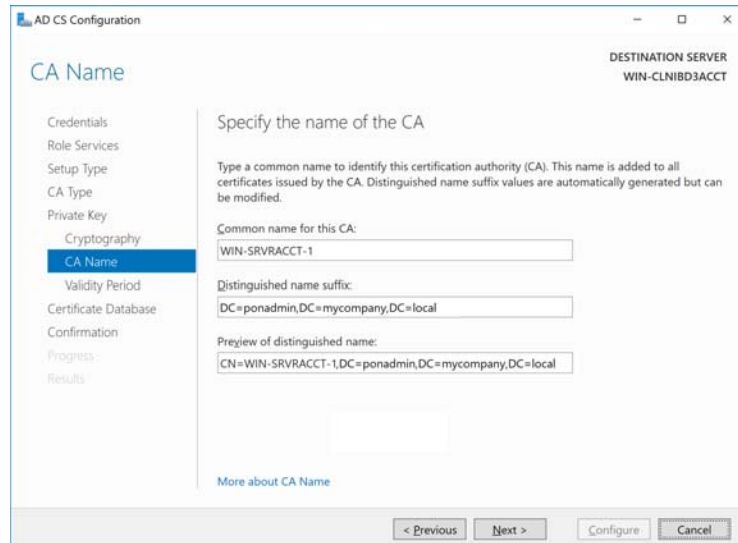 AD CS Configuration
CA Name
DESTINATION SERVER
WIN-CLNIBD3ACCT
Credentials
Role Services
Setup Type
CA Type
Private Key
Cryptography
CA Name
Validity Period
Certificate Database
Confirmation
Progress
Results
Specify the name of the CA
Type a common name to identify this certification authority (CA). This name is added to all
certificates issued by the CA. Distinguished name suffix values are automatically generated but can
be modified.
Common name for this CA:
WIN-SRVRACCT-1
Distinguished name suffix:
DC=ponadmin,DC=mycompany,DC=local
Preview of distinguished name:
CN=WIN-SRVRACCT-1,DC=ponadmin,DC=mycompany,DC=local
More about CA Name
< Previous
Next >
Configure
Cancel